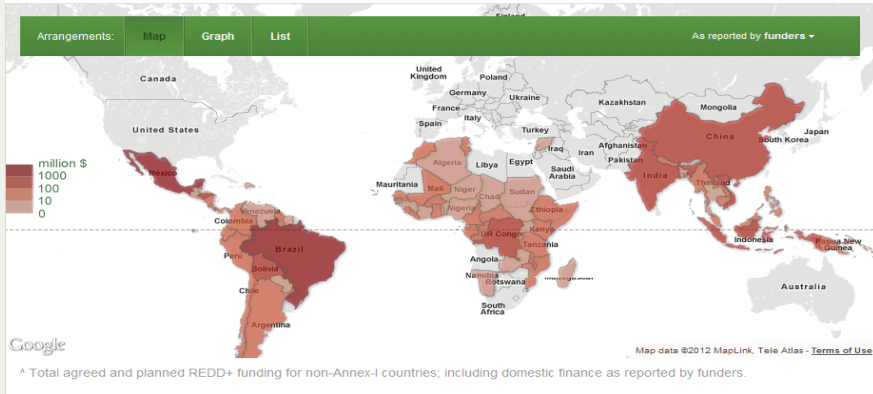 Finland
Arrangements: Map Graph List As reported by funders
Canada
United Kingdom
Poland
Germany
Ukraine
France
Italy
Spain
Kazakhstan
Mongolia
United States
Turkey
Japan
China
South Korea
Afghanistan
Iraq
Iran
Pakistan
Algeria
Libya
Egypt
Saudi Arabia
India
million $
1000
100
10
0
México
Mauritania
Mali
Niger
Chad
Sudan
Thailand
Nigeria
Ethiopia
Venezuela
Colombia
DR Congo
Kenya
Tanzania
Indonesia
Papua New Guinea
Brazil
Perú
Bolivia
Angola
Namibia
Botswana
Madagascar
Chile
Australia
South Africa
Argentina
Google
Map data ©2012 MapLink, Tele Atlas - Terms of Use
^ Total agreed and planned REDD+ funding for non-Annex-I countries; including domestic finance as reported by funders.